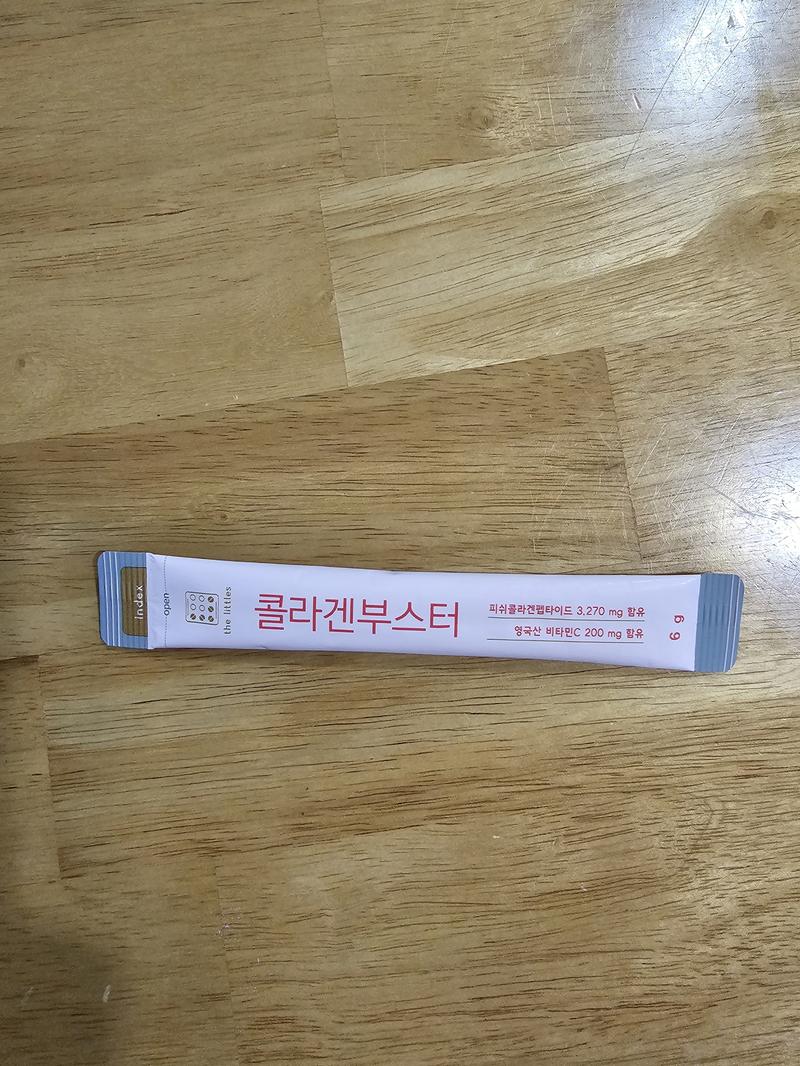 index
open
the littles
콜라겐부스터
피쉬콜라겐펩타이드 3,270 mg 함유
영국산 비타민C 200 mg 함유
6 g